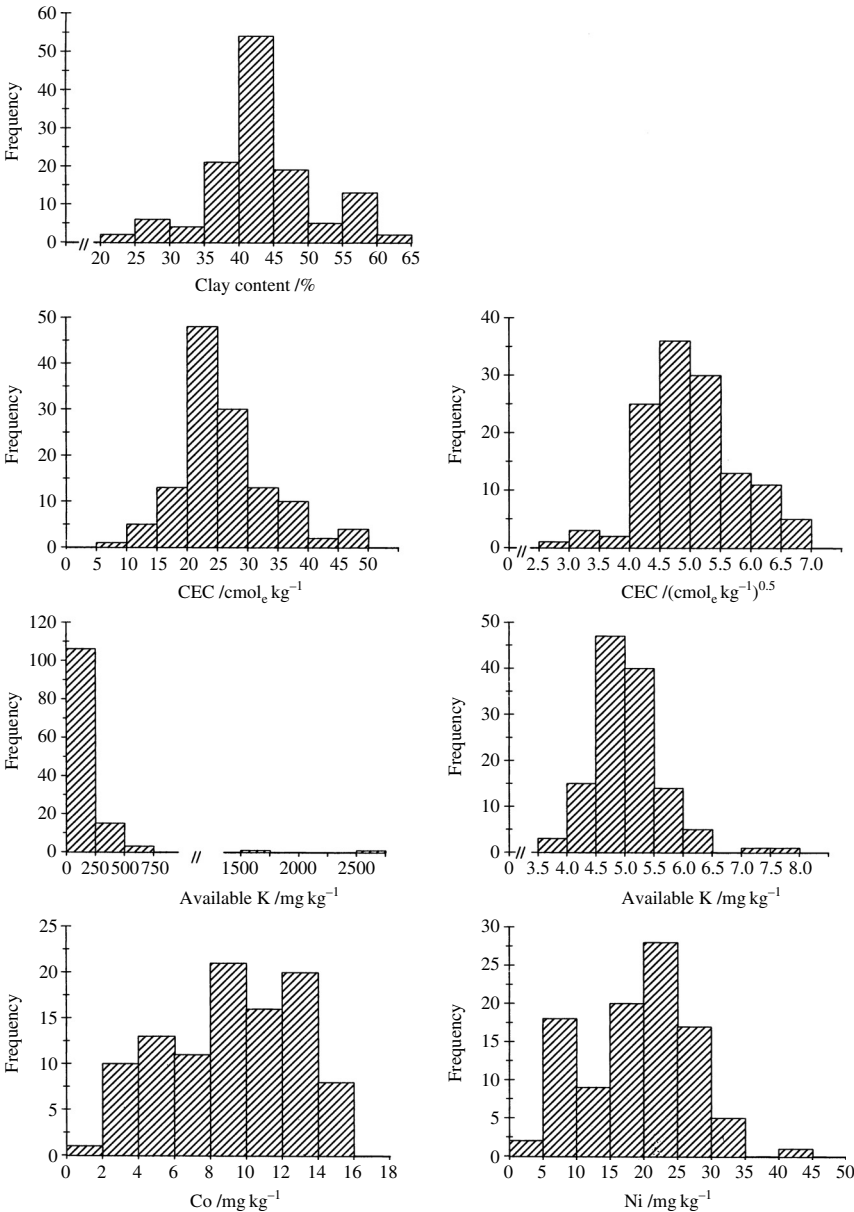 60
50
40
30
20
10
0
Frequency
20 25 30 35 40 45 50 55 60 65
Clay content /%
50
40
30
20
10
0
Frequency
0 5 10 15 20 25 30 35 40 45 50
CEC /cmolₑ kg⁻¹
40
30
20
10
0
Frequency
0 2.5 3.0 3.5 4.0 4.5 5.0 5.5 6.0 6.5 7.0
CEC /(cmolₑ kg⁻¹)⁰·⁵
120
100
80
60
40
20
0
Frequency
0 250 500 750 1500 2000 2500
Available K /mg kg⁻¹
50
40
30
20
10
0
Frequency
0 3.5 4.0 4.5 5.0 5.5 6.0 6.5 7.0 7.5 8.0
Available K /mg kg⁻¹
25
20
15
10
5
0
Frequency
0 2 4 6 8 10 12 14 16 18
Co /mg kg⁻¹
30
25
20
15
10
5
0
Frequency
0 5 10 15 20 25 30 35 40 45 50
Ni /mg kg⁻¹